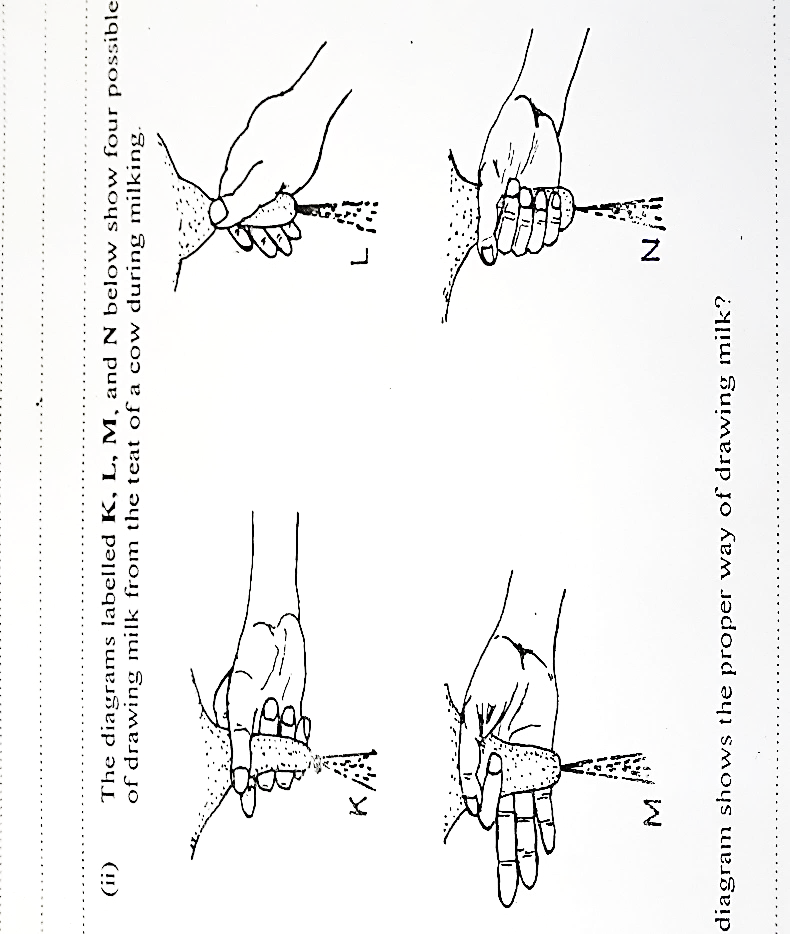 (ii) The diagrams labelled K, L, M, and N below show four possible
of drawing milk from the teat of a cow during milking.
K
L
M
N
diagram shows the proper way of drawing milk?